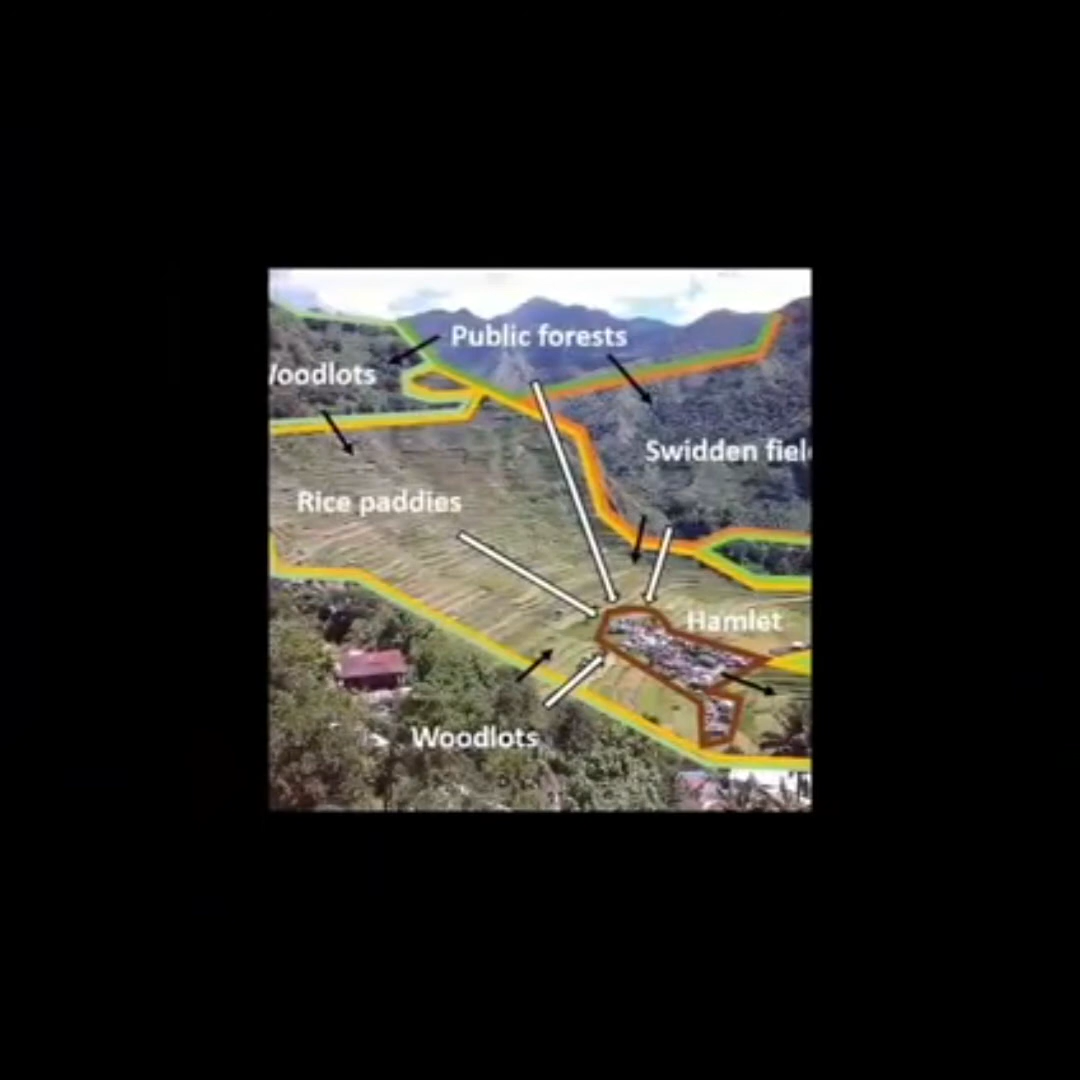 Public forests
oodlots
Swidden fiel
Rice paddies
Hamlet
Woodlots